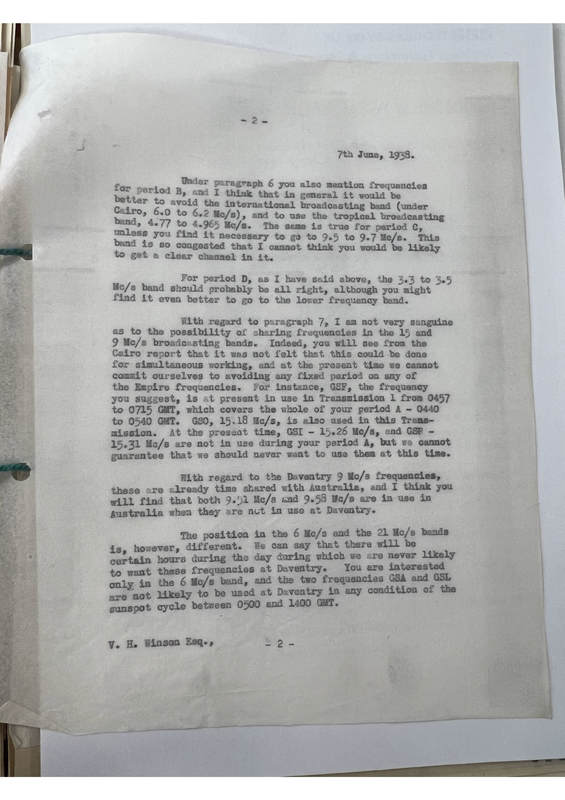 - 2 -
7th June, 1938.
Under paragraph 6 you also mention frequencies
for period B, and I think that in general it would be
better to avoid the international broadcasting band (under
Cairo, 6.0 to 6.2 Mc/s), and to use the tropical broadcasting
band, 4.77 to 4.965 Mc/s. The same is true for period C,
unless you find it necessary to go to 9.5 to 9.7 Mc/s. This
band is so congested that I cannot think you would be likely
to get a clear channel in it.
For period D, as I have said above, the 3.3 to 3.5
Mc/s band should probably be all right, although you might
find it even better to go to the lower frequency band.
With regard to paragraph 7, I am not very sanguine
as to the possibility of sharing frequencies in the 15 and
9 Mc/s broadcasting bands. Indeed, you will see from the
Cairo report that it was not felt that this could be done
for simultaneous working, and at the present time we cannot
commit ourselves to avoiding any fixed period on any of
the Empire frequencies. For instance, GSF, the frequency
you suggest, is at present in use in Transmission 1 from 0457
to 0715 GMT, which covers the whole of your period A - 0440
to 0540 GMT. GSO, 15.18 Mc/s, is also used in this Trans-
mission. At the present time, GSI - 15.26 Mc/s, and GSP -
15.31 Mc/s are not in use during your period A, but we cannot
guarantee that we should never want to use them at this time.
With regard to the Daventry 9 Mc/s frequencies,
these are already time shared with Australia, and I think you
will find that both 9.51 Mc/s and 9.58 Mc/s are in use in
Australia when they are not in use at Daventry.
The position in the 6 Mc/s and the 21 Mc/s bands
is, however, different. We can say that there will be
certain hours during the day during which we are never likely
to want these frequencies at Daventry. You are interested
only in the 6 Mc/s band, and the two frequencies GSA and GSL
are not likely to be used at Daventry in any condition of the
sunspot cycle between 0500 and 1400 GMT.
V. H. Winson Esq., - 2 -